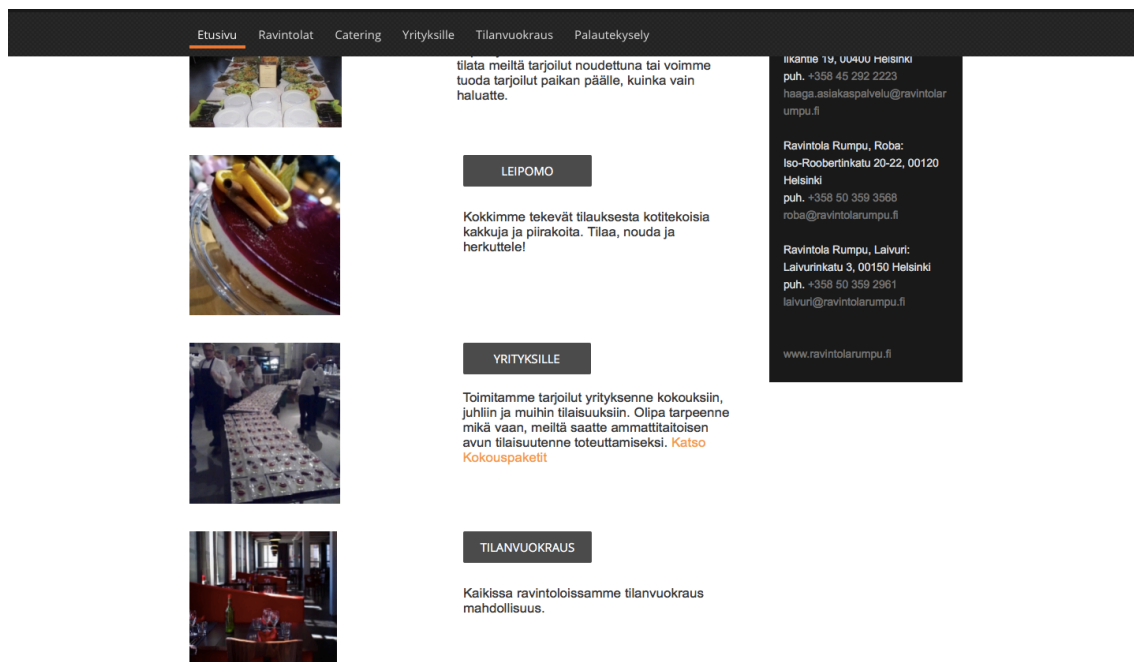 Etusivu Ravintolat Catering Yrityksille Tilanvuokraus Palautekysely
tilata meiltä tarjoilut noudettuna tai voimme
tuoda tarjoilut paikan päälle, kuinka vain
haluatte.
LEIPOMO
Kokkimme tekevät tilauksesta kotitekoisia
kakkuja ja piirakoita. Tilaa, nouda ja
herkuttele!
YRITYKSILLE
Toimitamme tarjoilut yrityksenne kokouksiin,
juhliin ja muihin tilaisuuksiin. Olipa tarpeenne
mikä vaan, meiltä saatte ammattitaitoisen
avun tilaisuutenne toteuttamiseksi. Katso
Kokouspaketit
TILANVUOKRAUS
Kaikissa ravintoloissamme tilanvuokraus
mahdollisuus.
19, 00400 Helsinki
puh. +358 45 292 2223
haaga.asiakaspalvelu@ravintolar
umpu.fi
Ravintola Rumpu, Roba:
Iso-Roobertinkatu 20-22, 00120
Helsinki
puh. +358 50 359 3568
roba@ravintolarumpu.fi
Ravintola Rumpu, Laivuri:
Laivurinkatu 3, 00150 Helsinki
puh. +358 50 359 2961
laivuri@ravintolarumpu.fi
www.ravintolarumpu.fi